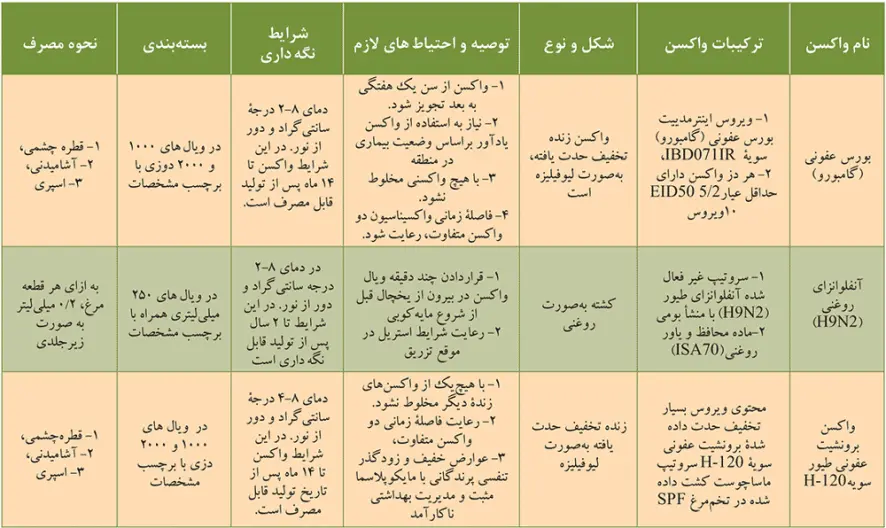 نام واکسن
ترکیبات واکسن
شکل و نوع
توصیه و احتیاط های لازم
شرایط
نگه داری
بسته‌بندی
نحوه مصرف
بورس عفونی
(گامبورو)
۱- ویروس اینترمدییت
بورس عفونی (گامبورو)
سویهٔ IBD071IR،
۲- هر دز واکسن دارای
حداقل عیار5/2 EID50
۱۰ویروس
واکسن زنده
تخفیف حدت یافته،
به‌صورت لیوفیلیزه
است
۱- واکسن از سن یک هفتگی
به بعد تجویز شود.
۲- نیاز به استفاده از واکسن
یادآور براساس وضعیت بیماری
در منطقه
۳- با هیچ واکسنی مخلوط
نشود.
۴- فاصلهٔ زمانی واکسیناسیون دو
واکسن متفاوت، رعایت شود.
دمای ۸-۲ درجهٔ
سانتی‌گراد و دور
از نور. در این
شرایط واکسن تا
۱۴ ماه پس از تولید
قابل مصرف است.
در ویال های ۱۰۰۰
و ۲۰۰۰ دوزی با
برچسب مشخصات
۱- قطره چشمی،
۲- آشامیدنی،
۳- اسپری
آنفلوانزای
روغنی
(H9N2)
۱- سروتیپ غیر فعال
شده آنفلوانزای طیور
(H9N2) با منشأ بومی
۲-ماده محافظ و یاور
روغنی(ISA70)
کشته به‌صورت
روغنی
۱- قراردادن چند دقیقه ویال
واکسن در بیرون از یخچال قبل
از شروع مایه‌کوبی
۲- رعایت شرایط استریل در
موقع تزریق
در دمای ۸-۲
درجه سانتی‌گراد و
دور از نور. در این
شرایط تا ۲ سال
پس از تولید قابل
نگه داری است
در ویال های ۲۵۰
میلی‌لیتری همراه با
برچسب مشخصات
به ازای هر قطعه
مرغ، ۰/۲ میلی‌لیتر
به صورت
زیرجلدی
واکسن
برونشیت
عفونی طیور
سویهH-120
محتوی ویروس بسیار
تخفیف حدت داده
شدهٔ برونشیت عفونی
سویهٔ H-120 سروتیپ
ماساچوست کشت داده
شده در تخم‌مرغ SPF
زنده تخفیف حدت
یافته به‌صورت
لیوفیلیزه
۱- با هیچ‌یک از واکسن‌های
زندهٔ دیگر مخلوط نشود.
۲- رعایت فاصلهٔ زمانی دو
واکسن متفاوت،
۳- عوارض خفیف و زودگذر
تنفسی پرندگانی با مایکوپلاسما
مثبت و مدیریت بهداشتی
ناکارآمد
دمای ۸-۴ درجهٔ
سانتی‌گراد و دور
از نور. در این
شرایط واکسن
تا ۱۴ ماه پس از
تاریخ تولید قابل
مصرف است.
در ویال های
۱۰۰۰ و ۲۰۰۰
دزی با برچسب
مشخصات
۱- قطره‌چشمی،
۲- آشامیدنی،
۳- اسپری